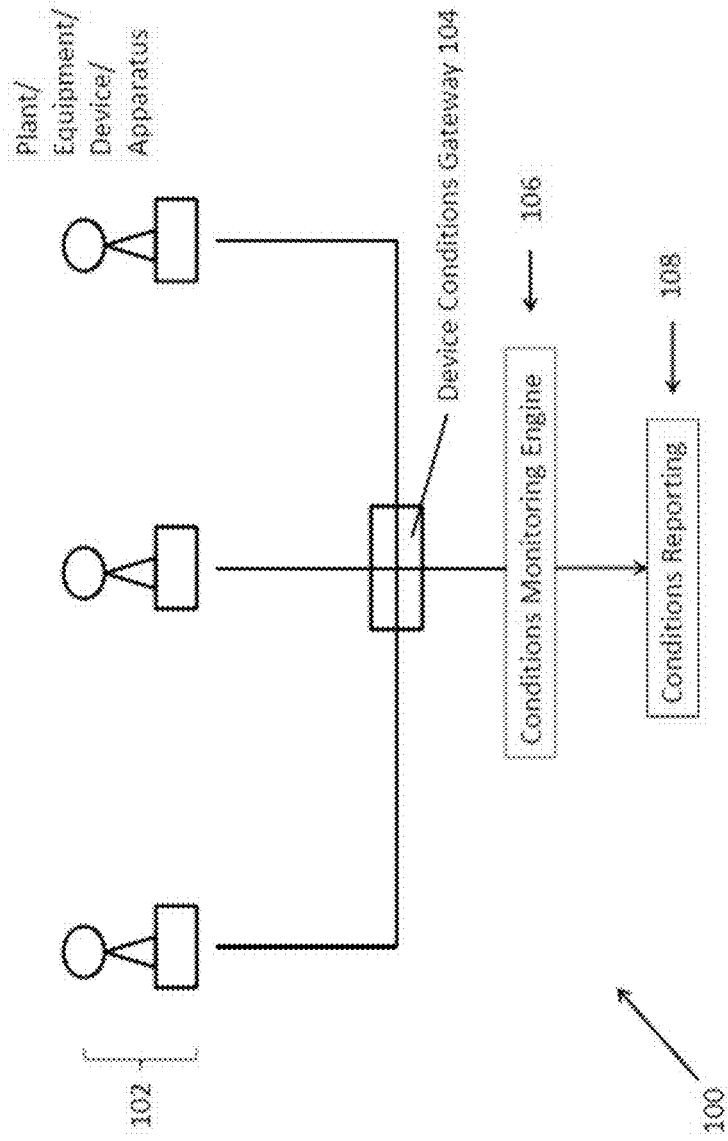 Plant/
Equipment/
Device/
Apparatus
102
Device Conditions Gateway 104
Conditions Monitoring Engine
106
Conditions Reporting
108
100